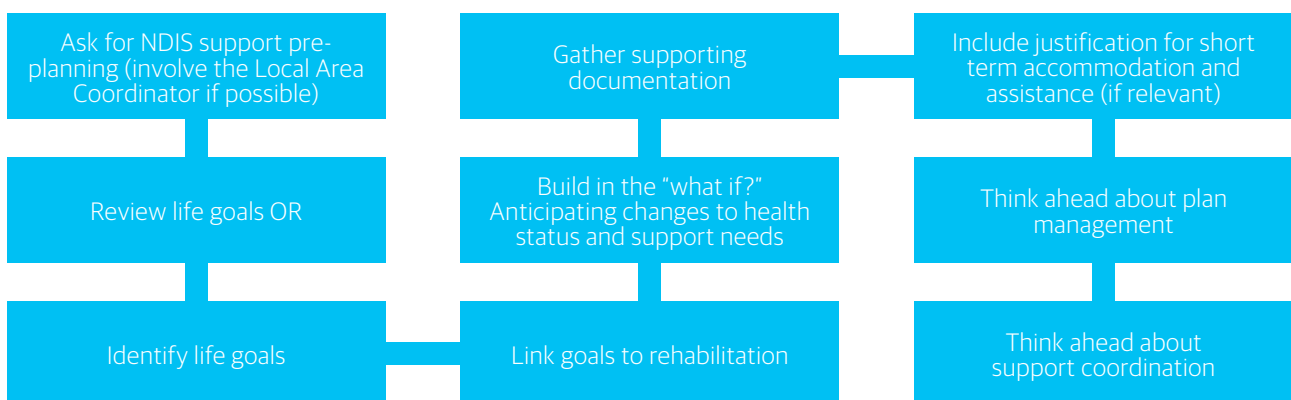 Ask for NDIS support pre-
planning (involve the Local Area
Coordinator if possible)
Review life goals OR
Identify life goals
Link goals to rehabilitation
Build in the "what if?"
Anticipating changes to health
status and support needs
Gather supporting
documentation
Include justification for short
term accommodation and
assistance (if relevant)
Think ahead about plan
management
Think ahead about
support coordination